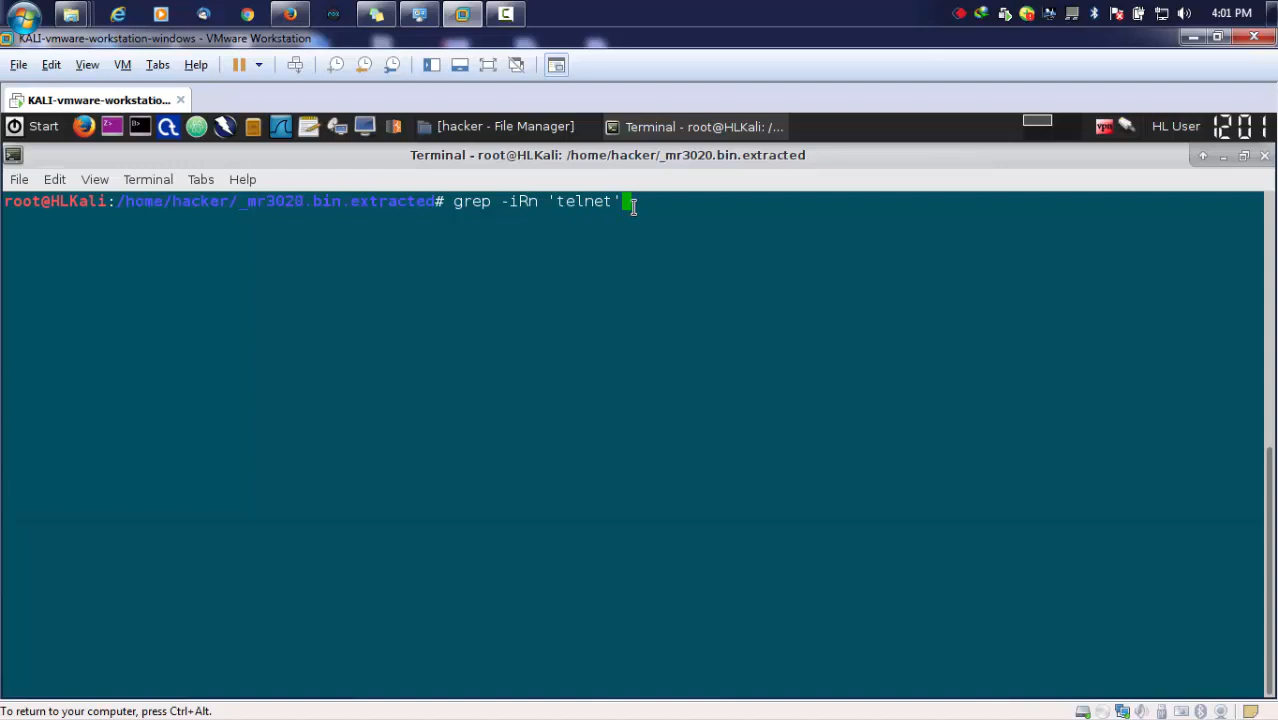 4:01 PM
KALI-vmware-workstation-windows - VMware Workstation
File Edit View VM Tabs Help
KALI-vmware-workstatio...
Start [hacker - File Manager] Terminal - root@HLKali: /... vpn HL User 1201
Terminal - root@HLKali: /home/hacker/_mr3020.bin.extracted
File Edit View Terminal Tabs Help
root@HLKali:/home/hacker/_mr3020.bin.extracted# grep -iRn 'telnet'
To return to your computer, press Ctrl+Alt.